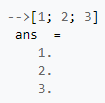 -->[1; 2; 3]
ans  =
1.
2.
3.